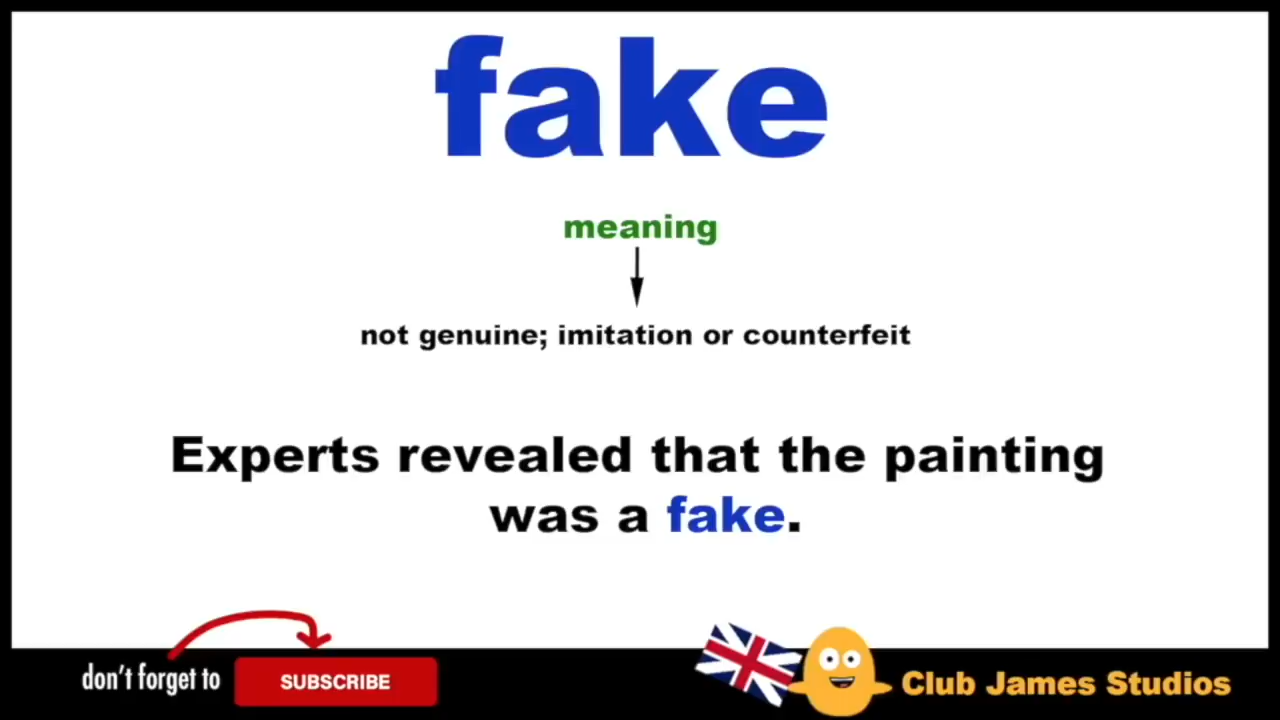 fake
meaning
not genuine; imitation or counterfeit
Experts revealed that the painting
was a fake.
don't forget to SUBSCRIBE
Club James Studios